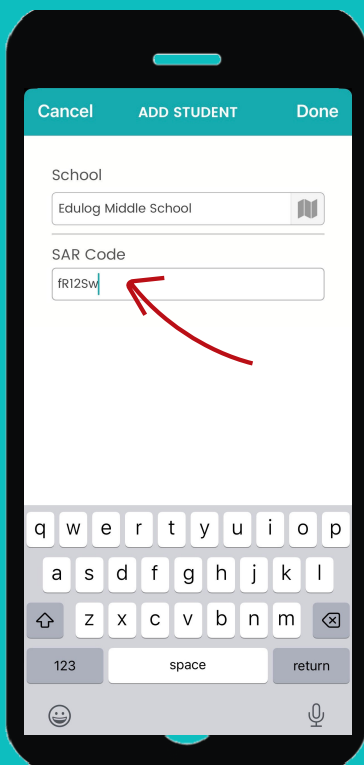 Cancel ADD STUDENT Done
School
Edulog Middle School
SAR Code
fR12Sw
q w e r t y u i o p
a s d f g h j k l
z x c v b n m
123 space return